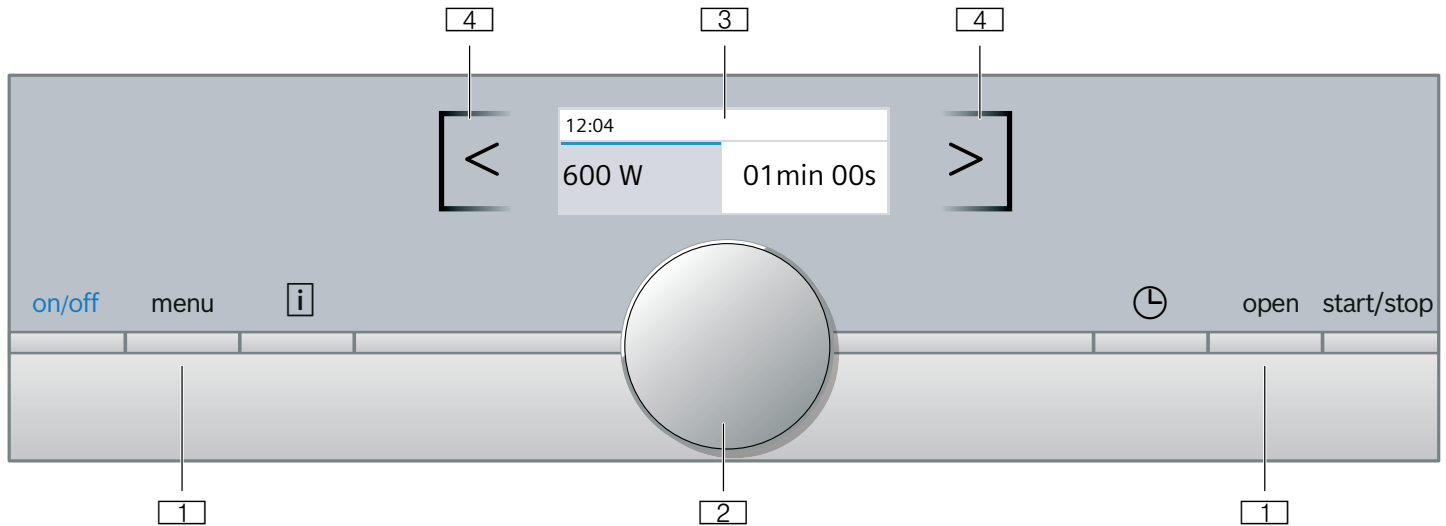 4 3 4
12:04
< 600 W 01min 00s >
on/off menu i open start/stop
1 2 1